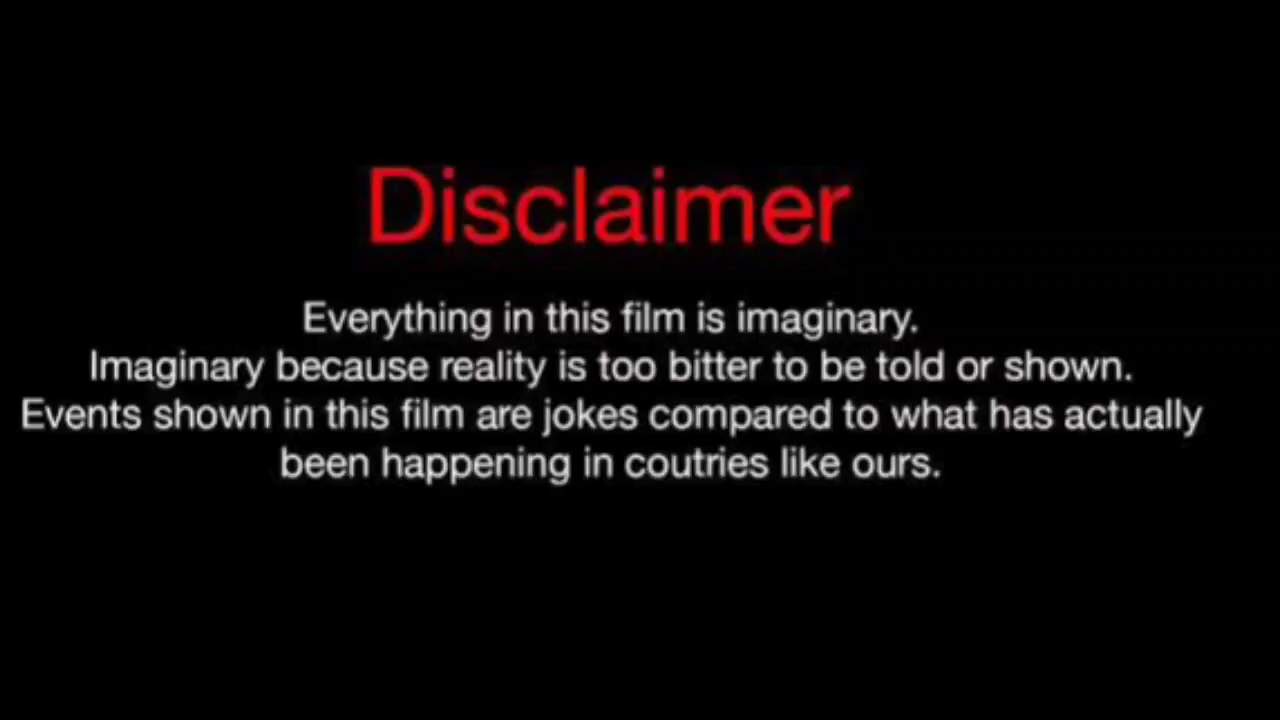 Disclaimer
Everything in this film is imaginary.
Imaginary because reality is too bitter to be told or shown.
Events shown in this film are jokes compared to what has actually
been happening in coutries like ours.